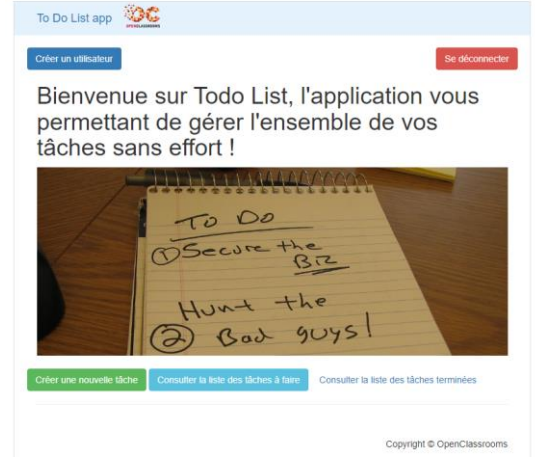 To Do List app
OPENCLASSROOMS
Créer un utilisateur
Se déconnecter
Bienvenue sur Todo List, l'application vous
permettant de gérer l'ensemble de vos
tâches sans effort !
To Do
① Secure the
Biz
Hunt the
② Bad guys!
Créer une nouvelle tâche
Consulter la liste des tâches à faire
Consulter la liste des tâches terminées
Copyright © OpenClassrooms